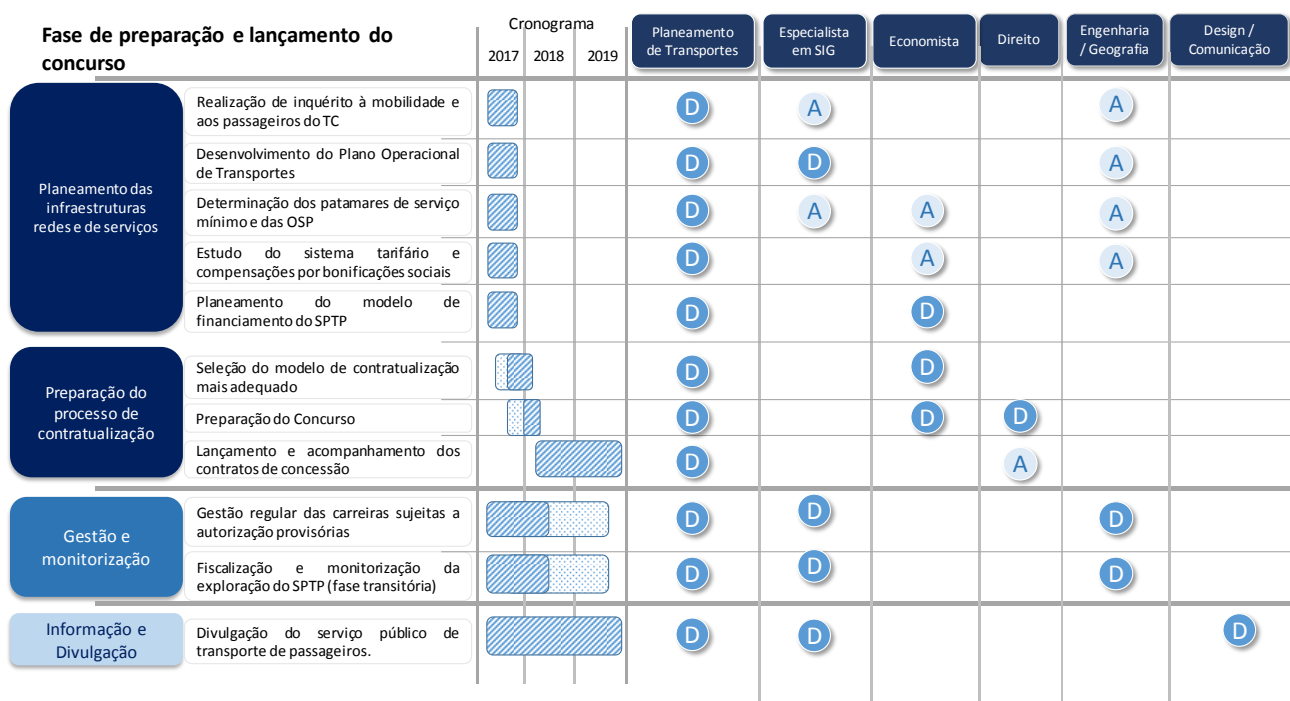 Fase de preparação e lançamento do
concurso
Cronograma
2017 2018 2019
Planeamento
de Transportes
Especialista
em SIG
Economista
Direito
Engenharia
/ Geografia
Design /
Comunicação
Planeamento das
infraestruturas
redes e de serviços
Realização de inquérito à mobilidade e
aos passageiros do TC
D A A
Desenvolvimento do Plano Operacional
de Transportes
D D A
Determinação dos patamares de serviço
mínimo e das OSP
D A A A
Estudo do sistema tarifário e
compensações por bonificações sociais
D A A
Planeamento do modelo de
financiamento do SPTP
D D
Preparação do
processo de
contratualização
Seleção do modelo de contratualização
mais adequado
D D
Preparação do Concurso
D D D
Lançamento e acompanhamento dos
contratos de concessão
D A
Gestão e
monitorização
Gestão regular das carreiras sujeitas a
autorização provisórias
D D D
Fiscalização e monitorização da
exploração do SPTP (fase transitória)
D D D
Informação e
Divulgação
Divulgação do serviço público de
transporte de passageiros.
D D D